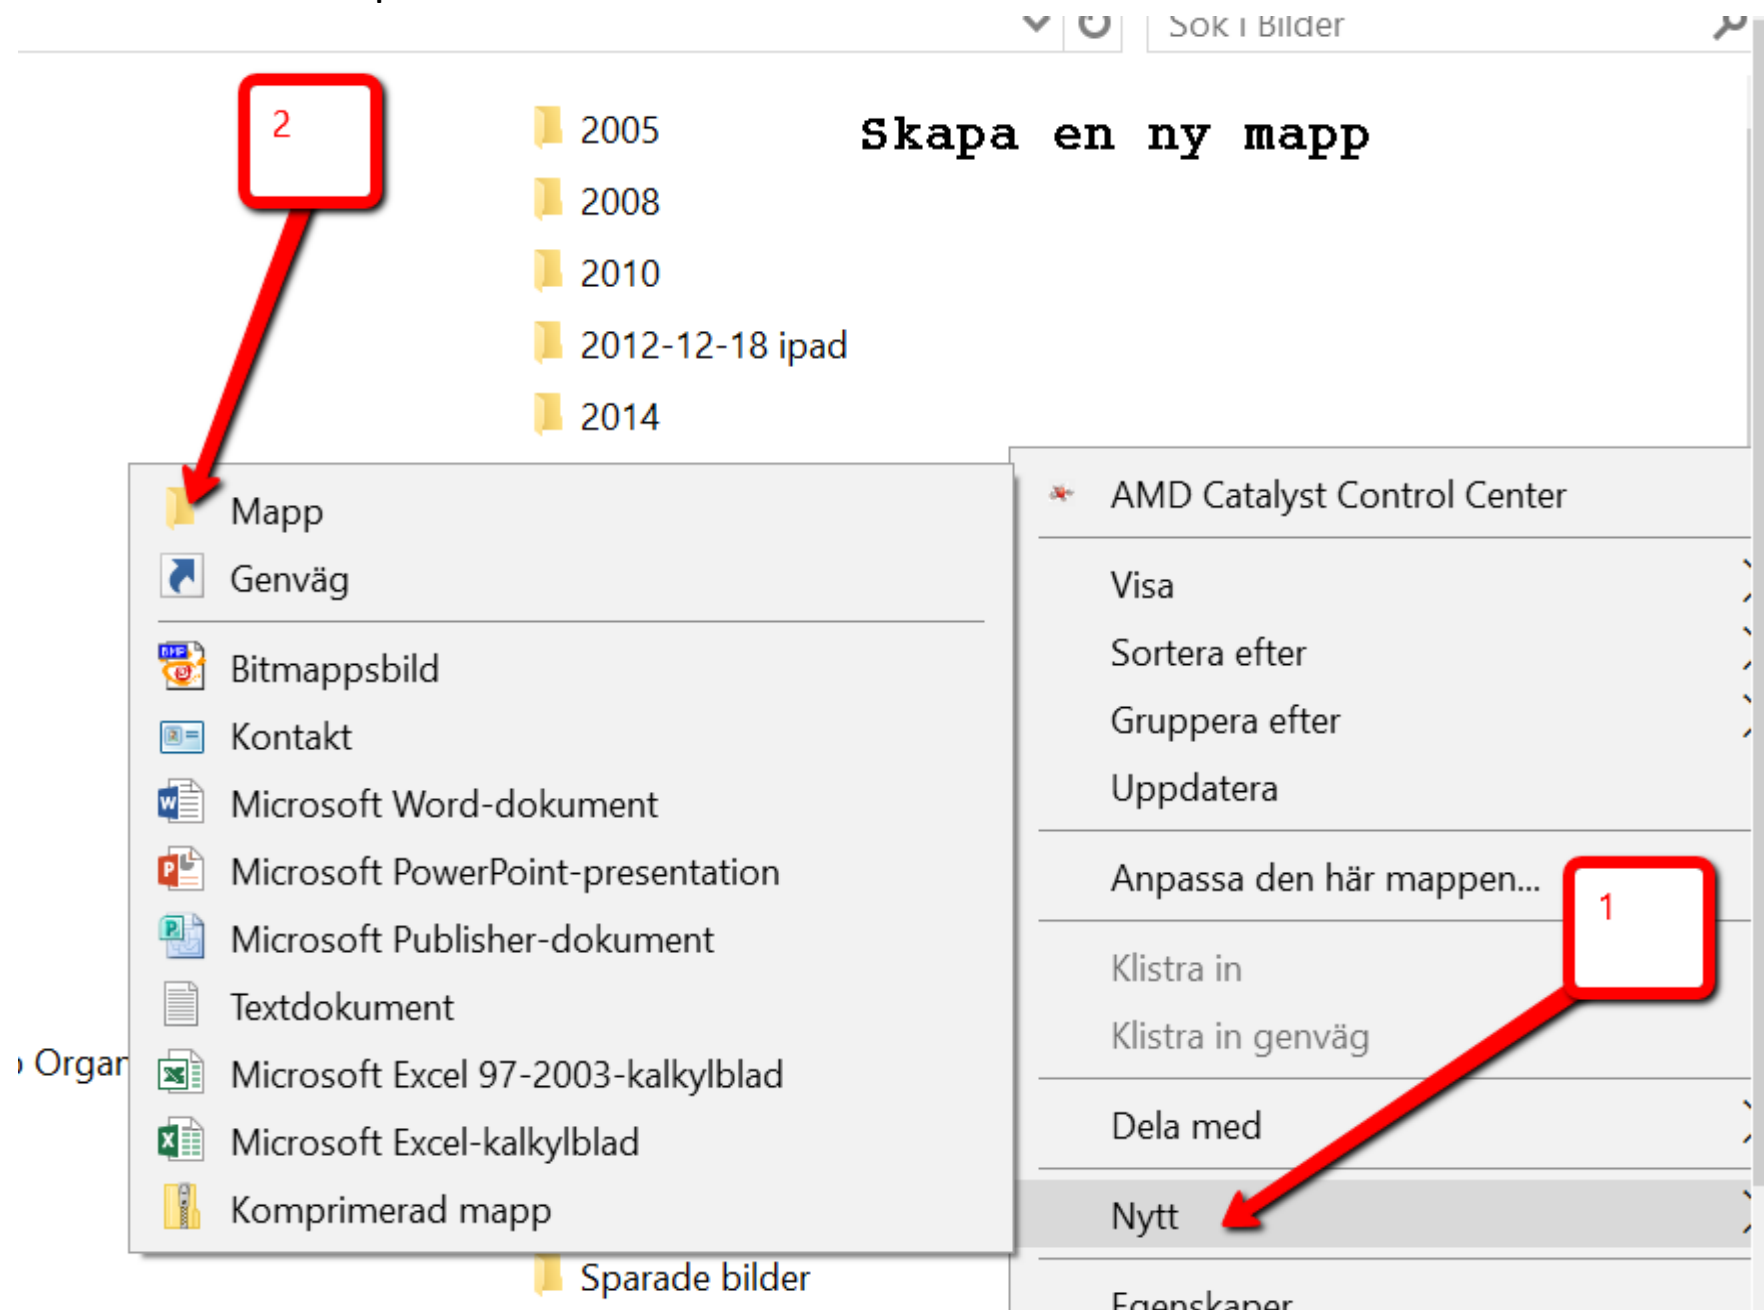 Sök i Bilder
2
2005
Skapa en ny mapp
2008
2010
2012-12-18 ipad
2014
Mapp
Genväg
Bitmappsbild
Kontakt
Microsoft Word-dokument
Microsoft PowerPoint-presentation
Microsoft Publisher-dokument
Textdokument
Microsoft Excel 97-2003-kalkylblad
Microsoft Excel-kalkylblad
Komprimerad mapp
AMD Catalyst Control Center
Visa
Sortera efter
Gruppera efter
Uppdatera
Anpassa den här mappen...
1
Klistra in
Klistra in genväg
Dela med
Nytt
Egenskaper
Organ
Sparade bilder